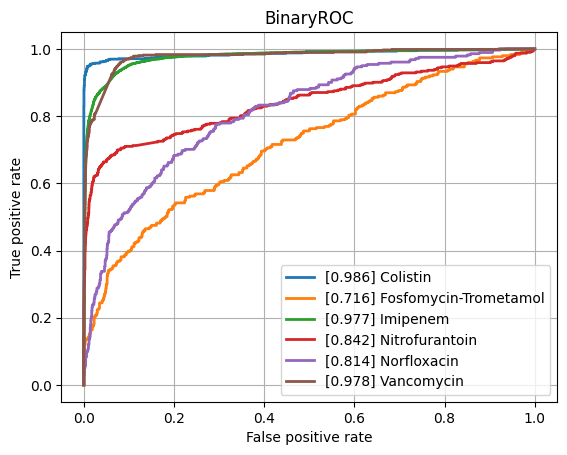 BinaryROC
True positive rate
1.0
0.8
0.6
0.4
0.2
0.0
[0.986] Colistin
[0.716] Fosfomycin-Trometamol
[0.977] Imipenem
[0.842] Nitrofurantoin
[0.814] Norfloxacin
[0.978] Vancomycin
0.0 0.2 0.4 0.6 0.8 1.0
False positive rate